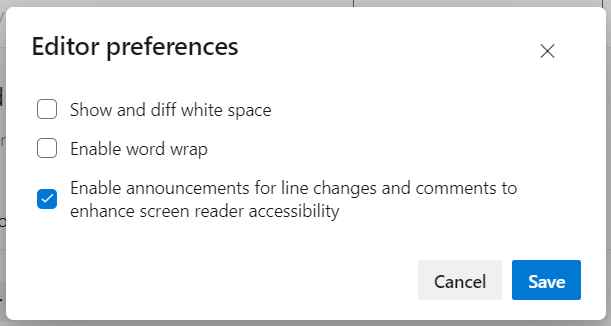 Editor preferences
Show and diff white space
Enable word wrap
Enable announcements for line changes and comments to
enhance screen reader accessibility
Cancel
Save